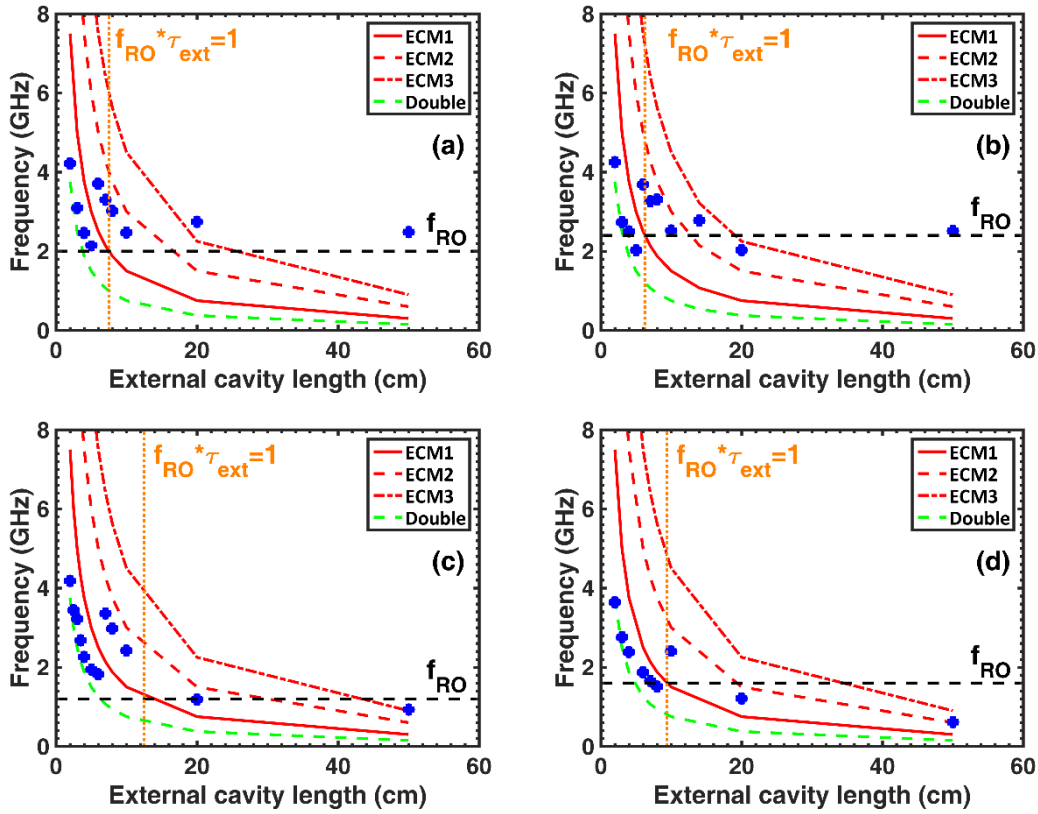 f_RO*τ_ext=1
ECM1
ECM2
ECM3
Double
(a)
f_RO
Frequency (GHz)
0
2
4
6
8
0 20 40 60
External cavity length (cm)
f_RO*τ_ext=1
ECM1
ECM2
ECM3
Double
(b)
f_RO
Frequency (GHz)
0
2
4
6
8
0 20 40 60
External cavity length (cm)
f_RO*τ_ext=1
ECM1
ECM2
ECM3
Double
(c)
f_RO
Frequency (GHz)
0
2
4
6
8
0 20 40 60
External cavity length (cm)
f_RO*τ_ext=1
ECM1
ECM2
ECM3
Double
(d)
f_RO
Frequency (GHz)
0
2
4
6
8
0 20 40 60
External cavity length (cm)